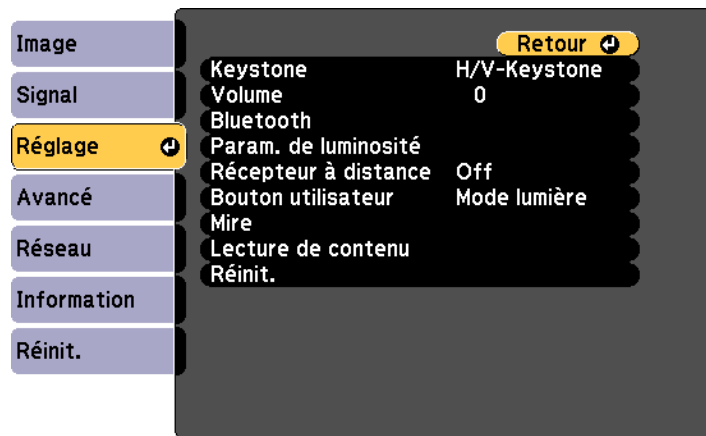 Image
Signal
Réglage
Avancé
Réseau
Information
Réinit.
Retour
Keystone H/V-Keystone
Volume 0
Bluetooth
Param. de luminosité
Récepteur à distance Off
Bouton utilisateur Mode lumière
Mire
Lecture de contenu
Réinit.